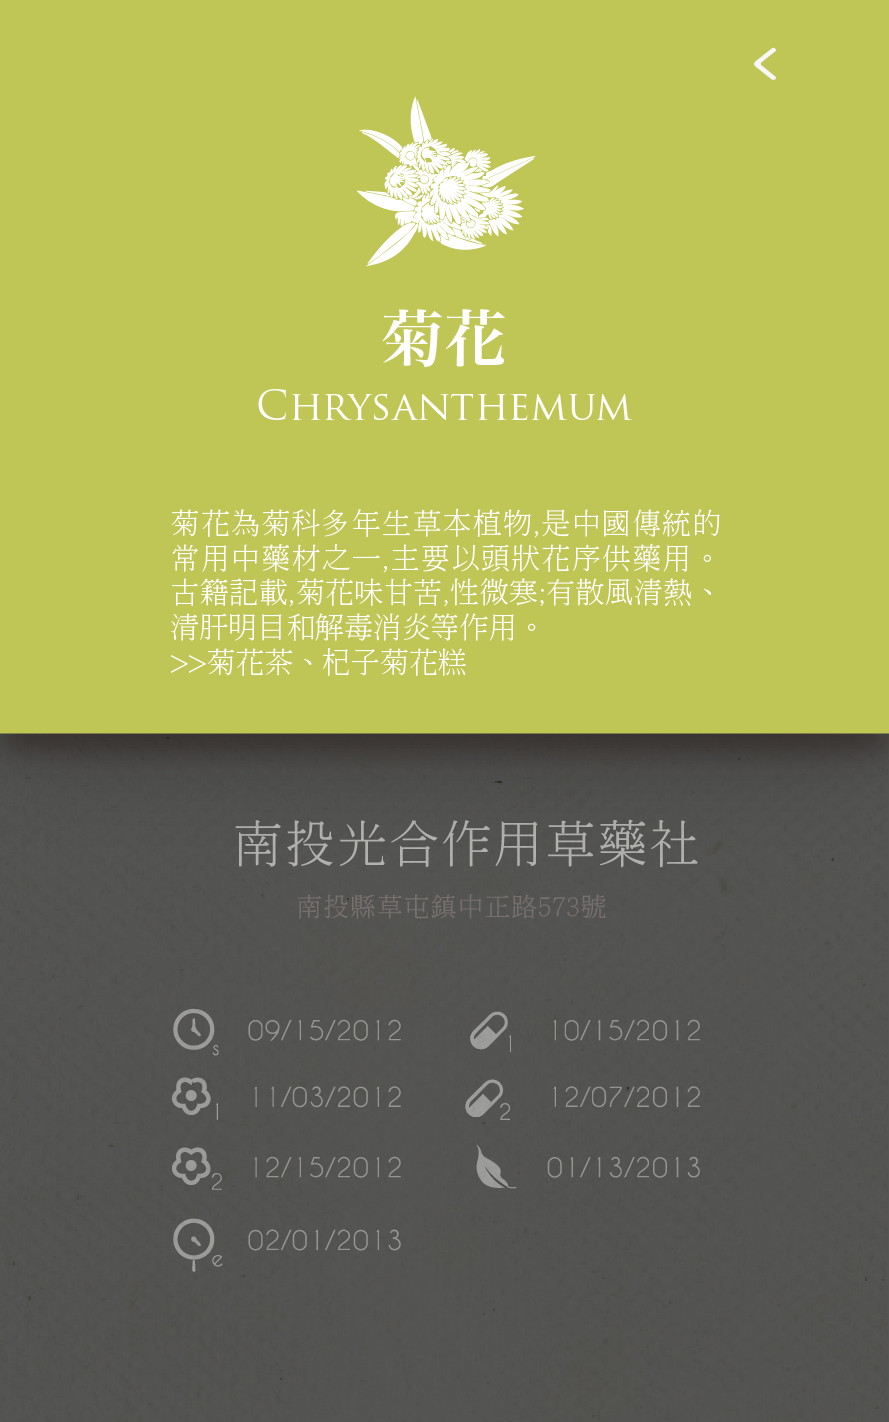 菊花
CHRYSANTHEMUM
菊花為菊科多年生草本植物,是中國傳統的
常用中藥材之一,主要以頭狀花序供藥用。
古籍記載,菊花味甘苦,性微寒;有散風清熱、
清肝明目和解毒消炎等作用。
>>菊花茶、杞子菊花糕
南投光合作用草藥社
南投縣草屯鎮中正路573號
s 09/15/2012 1 10/15/2012
1 11/03/2012 2 12/07/2012
2 12/15/2012 01/13/2013
e 02/01/2013